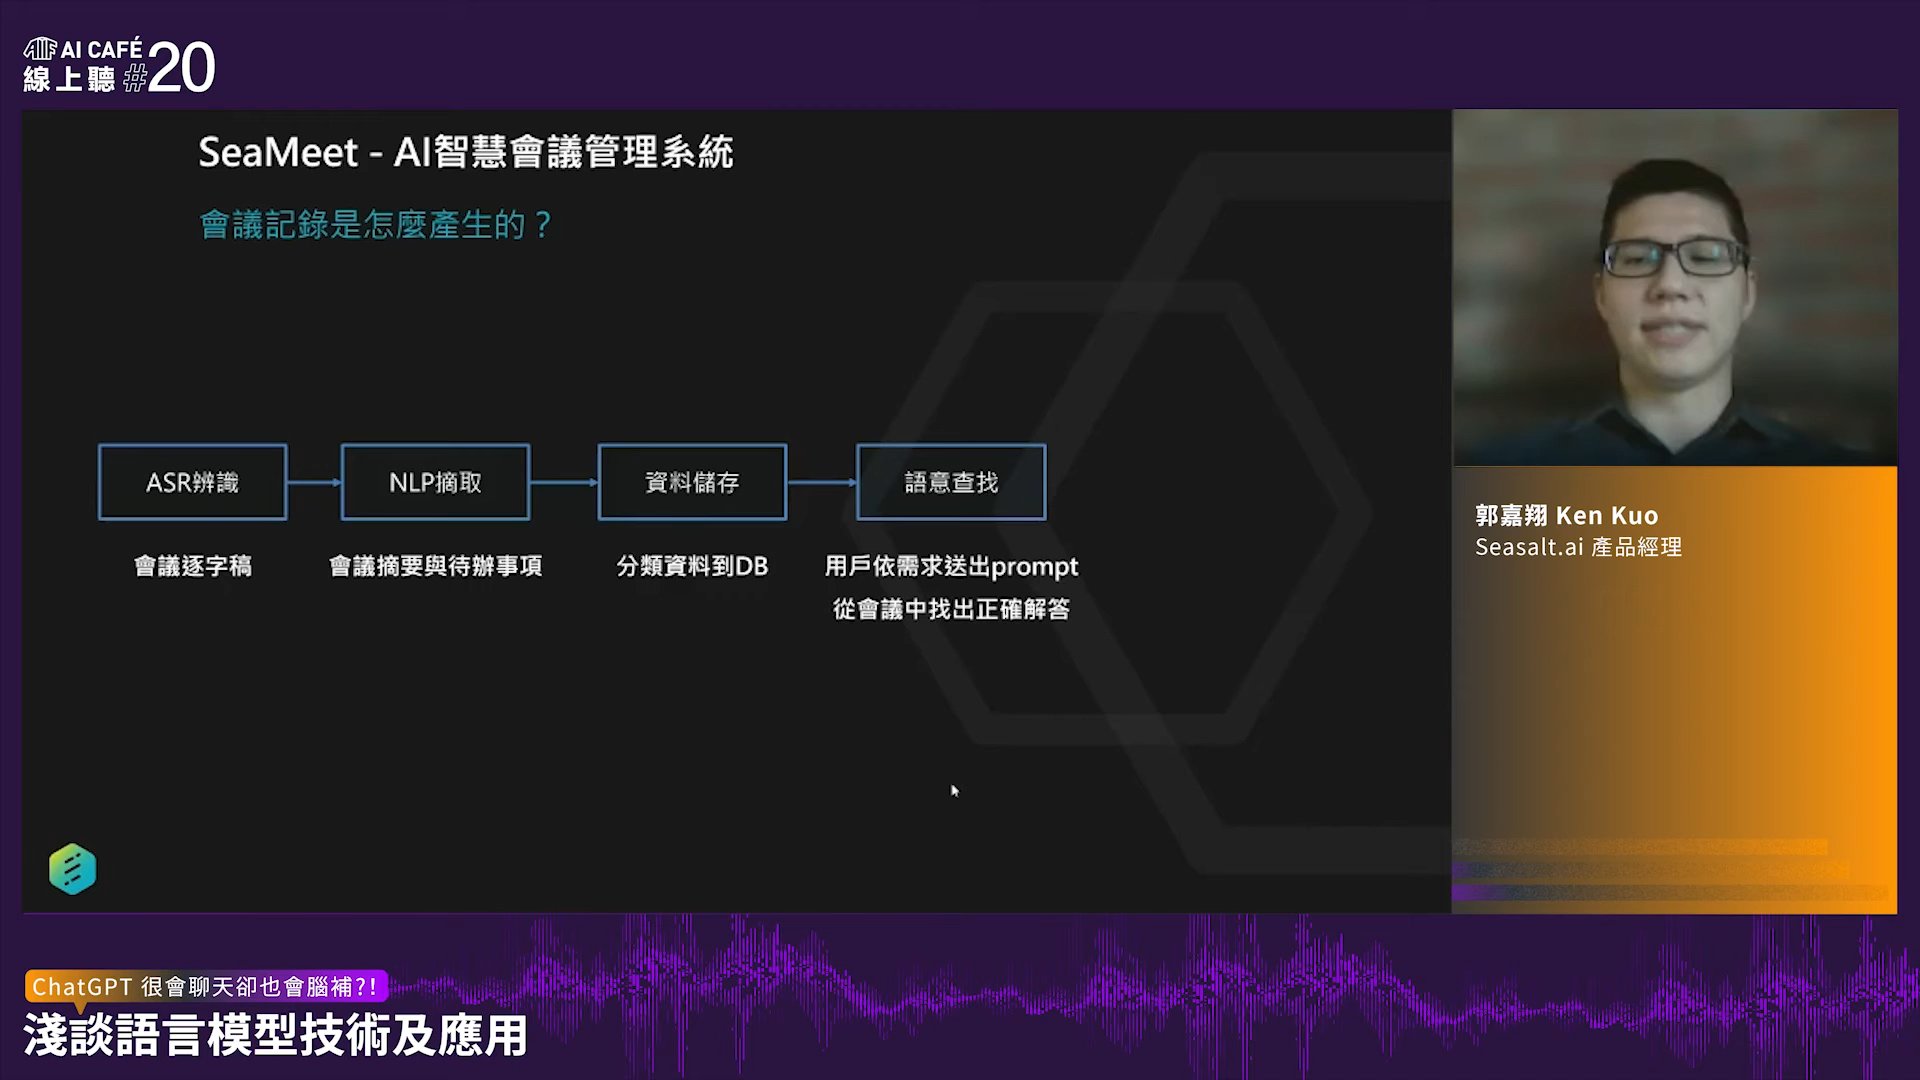 AIF AI CAFÉ
線上聽 #20
SeaMeet - AI智慧會議管理系統
會議記錄是怎麼產生的？
ASR辨識
NLP摘取
資料儲存
語意查找
會議逐字稿
會議摘要與待辦事項
分類資料到DB
用戶依需求送出prompt
從會議中找出正確解答
郭嘉翔 Ken Kuo
Seasalt.ai 產品經理
ChatGPT 很會聊天卻也會腦補?!
淺談語言模型技術及應用